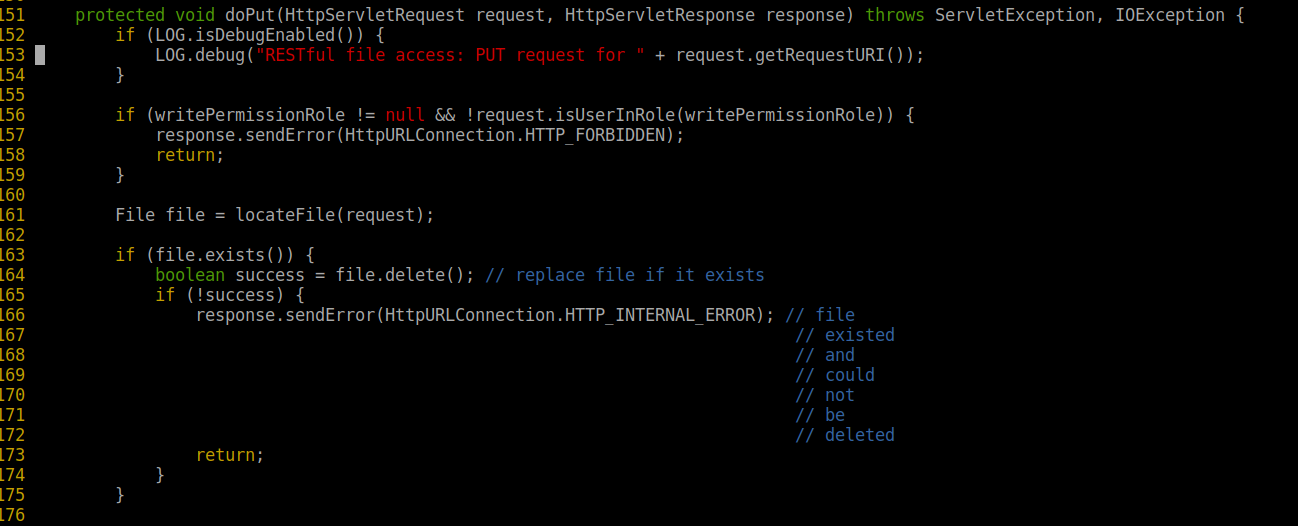 151     protected void doPut(HttpServletRequest request, HttpServletResponse response) throws ServletException, IOException {
152         if (LOG.isDebugEnabled()) {
153             LOG.debug("RESTful file access: PUT request for " + request.getRequestURI());
154         }
155
156         if (writePermissionRole != null && !request.isUserInRole(writePermissionRole)) {
157             response.sendError(HttpURLConnection.HTTP_FORBIDDEN);
158             return;
159         }
160
161         File file = locateFile(request);
162
163         if (file.exists()) {
164             boolean success = file.delete(); // replace file if it exists
165             if (!success) {
166                 response.sendError(HttpURLConnection.HTTP_INTERNAL_ERROR); // file
167                                                                             // existed
168                                                                             // and
169                                                                             // could
170                                                                             // not
171                                                                             // be
172                                                                             // deleted
173                 return;
174             }
175         }
176